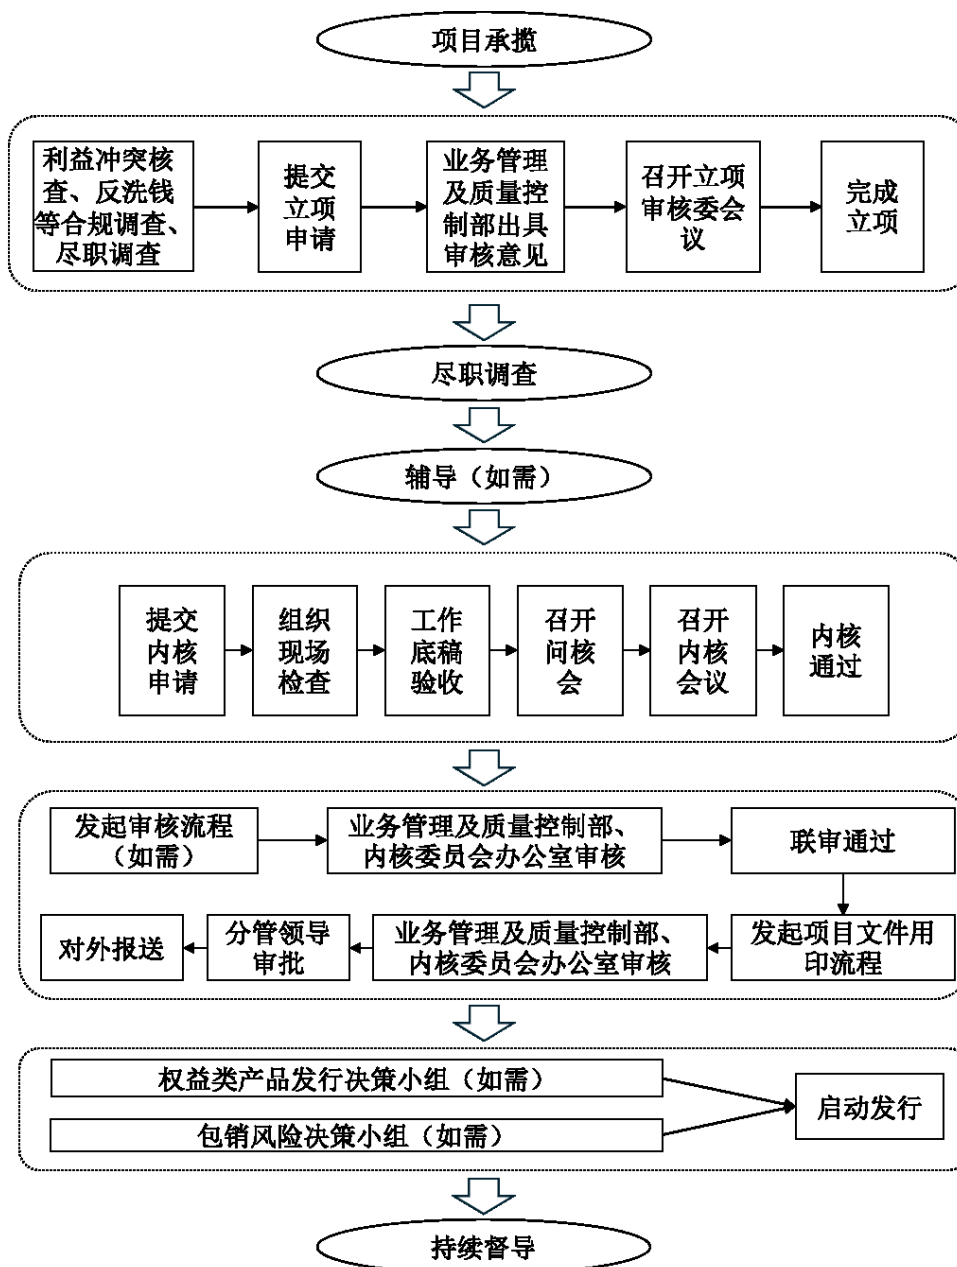 项目承揽
利益冲突核
查、反洗钱
等合规调查、
尽职调查
提交
立项
申请
业务管理
及质量控
制部出具
审核意见
召开立项
审核委会
议
完成
立项
尽职调查
辅导（如需）
提交
内核
申请
组织
现场
检查
工作
底稿
验收
召开
问核
会
召开
内核
会议
内核
通过
发起审核流程
（如需）
业务管理及质量控制部、
内核委员会办公室审核
联审通过
发起项目文件用
印流程
业务管理及质量控制部、
内核委员会办公室审核
分管领导
审批
对外报送
权益类产品发行决策小组（如需）
包销风险决策小组（如需）
启动发行
持续督导